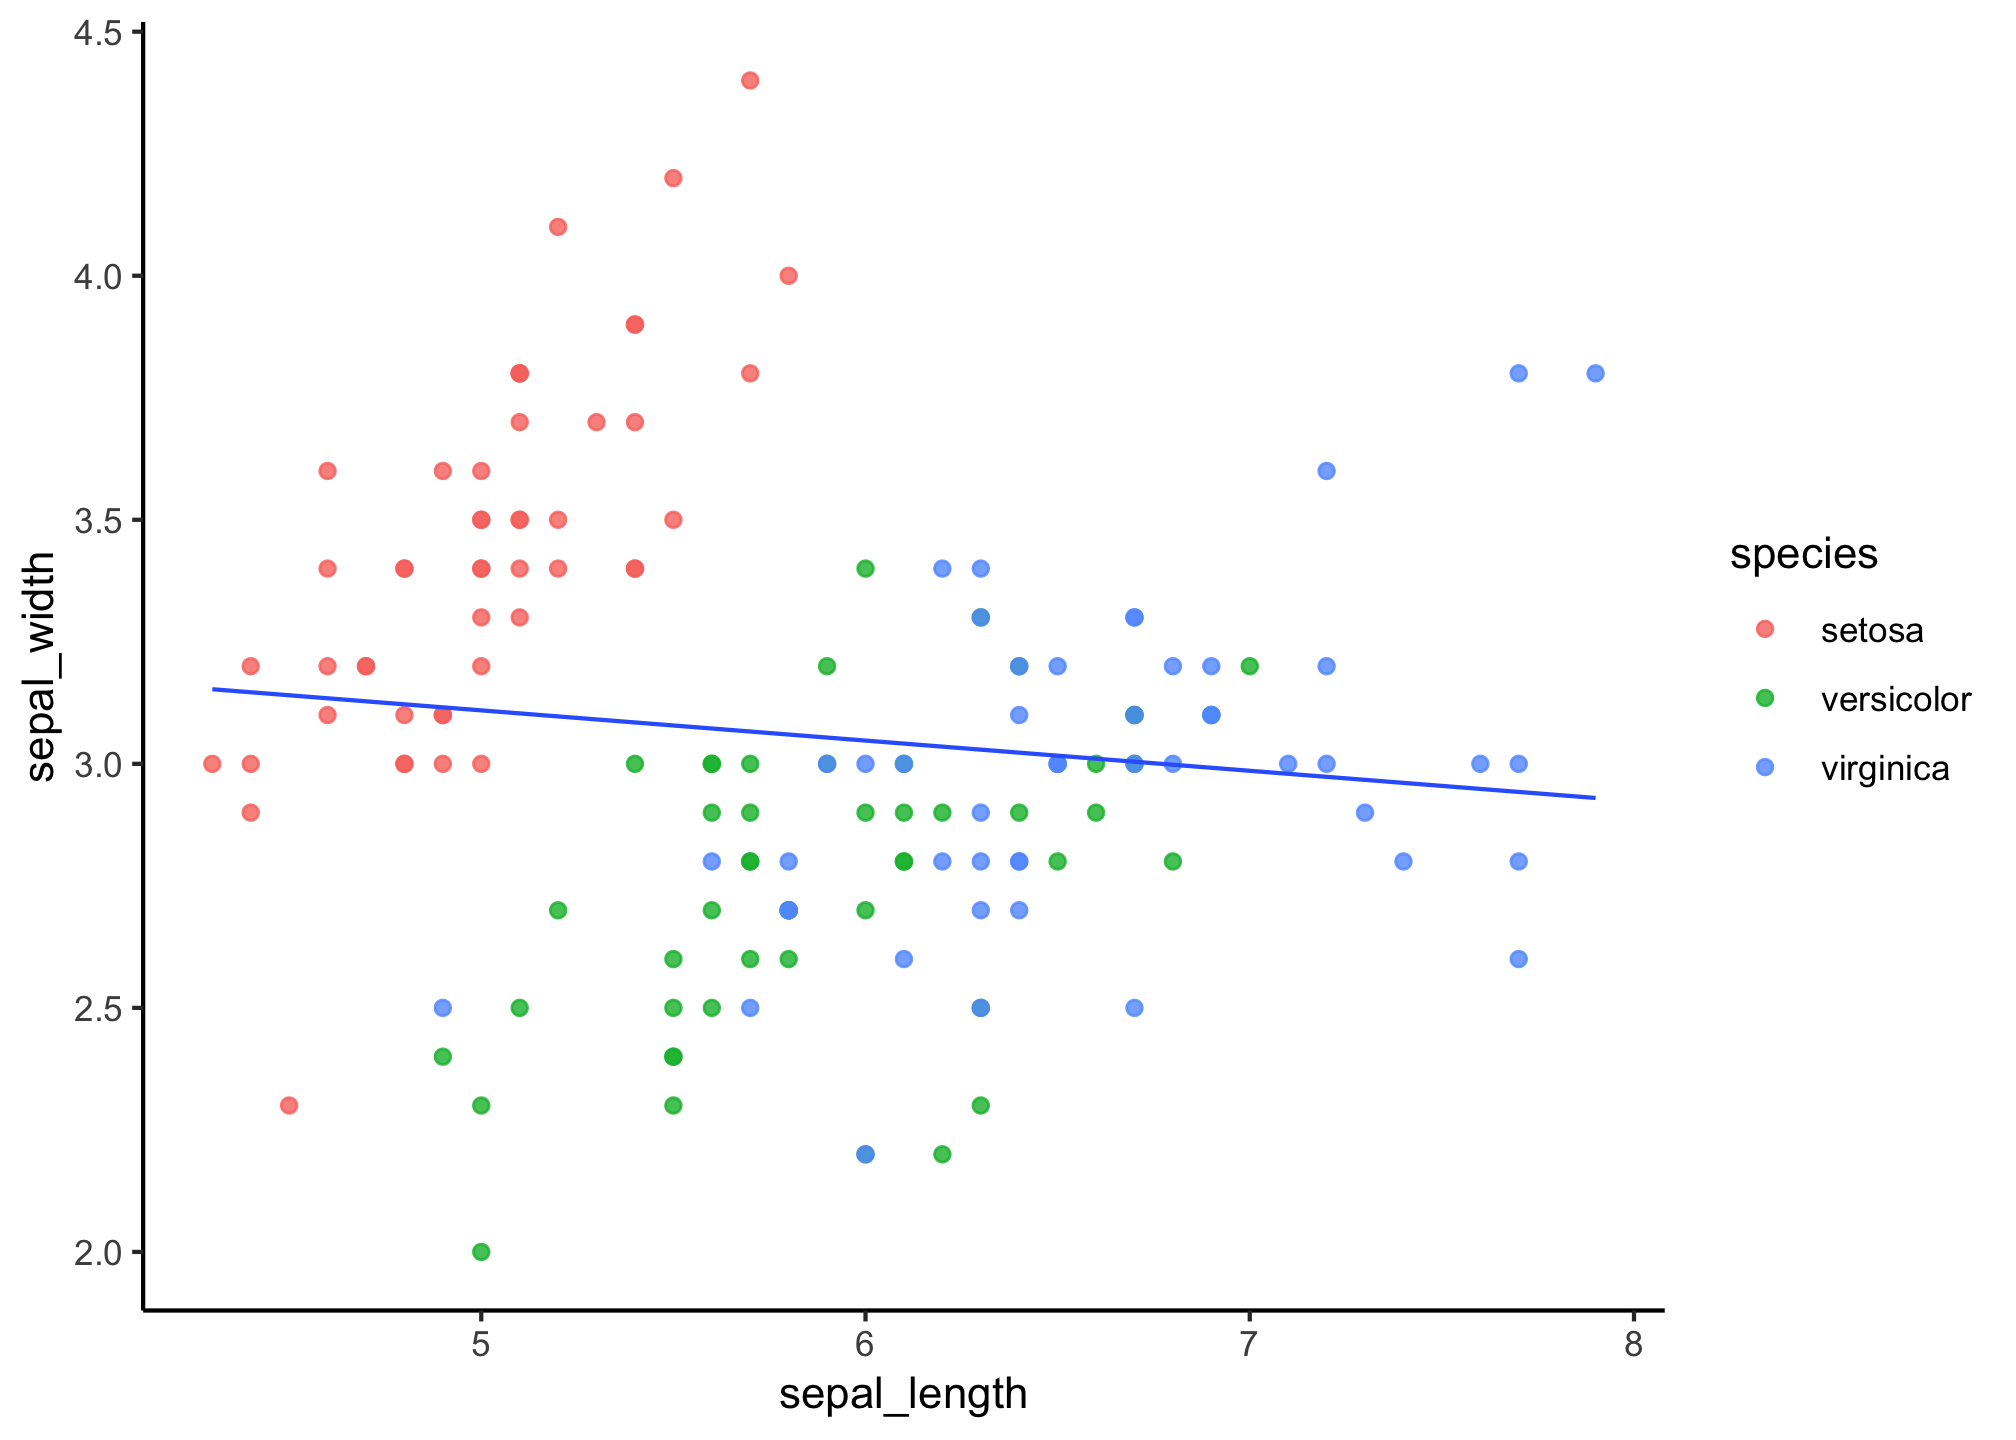 4.5
4.0
3.5
3.0
2.5
2.0
sepal_width
5 6 7 8
sepal_length
species
setosa
versicolor
virginica